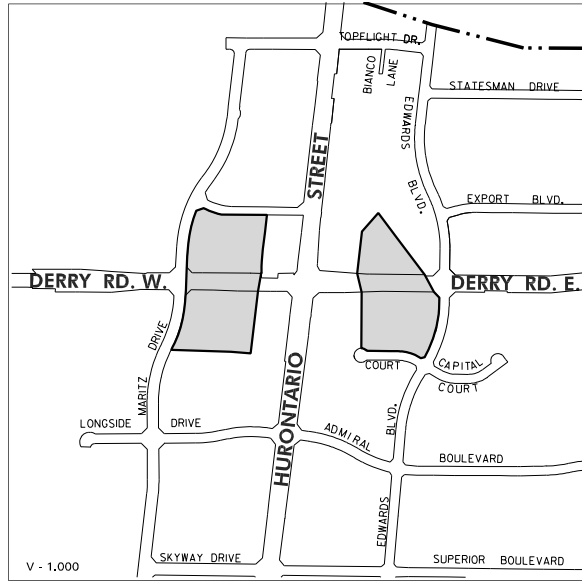 TOPFLIGHT DR.
BIANCO
LANE
STATESMAN DRIVE
EDWARDS
BLVD.
STREET
EXPORT BLVD.
DERRY RD. W.
DERRY RD. E.
MARITZ
DRIVE
COURT
CAPITAL
COURT
HURONTARIO
LONGSIDE DRIVE
ADMIRAL
BOULEVARD
BLVD.
EDWARDS
SKYWAY DRIVE
SUPERIOR BOULEVARD
V - 1.000